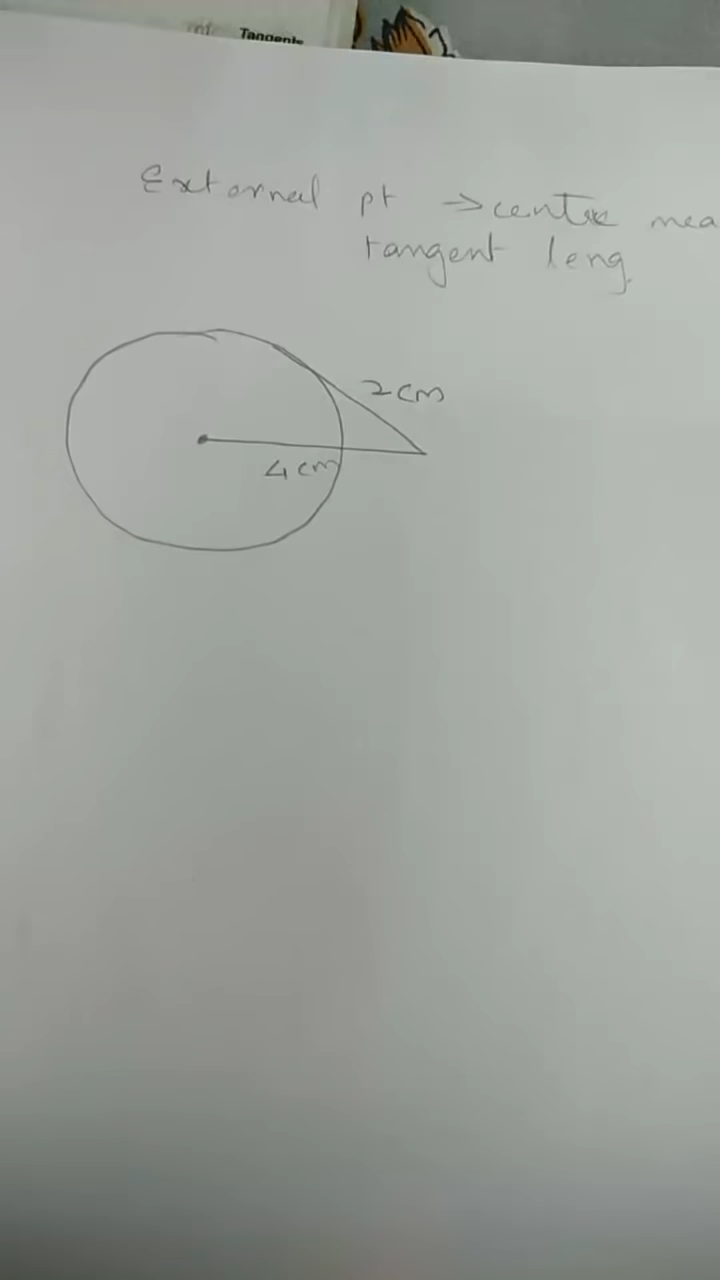 Tangents
External pt → centre mea
tangent leng.
2cm
4cm